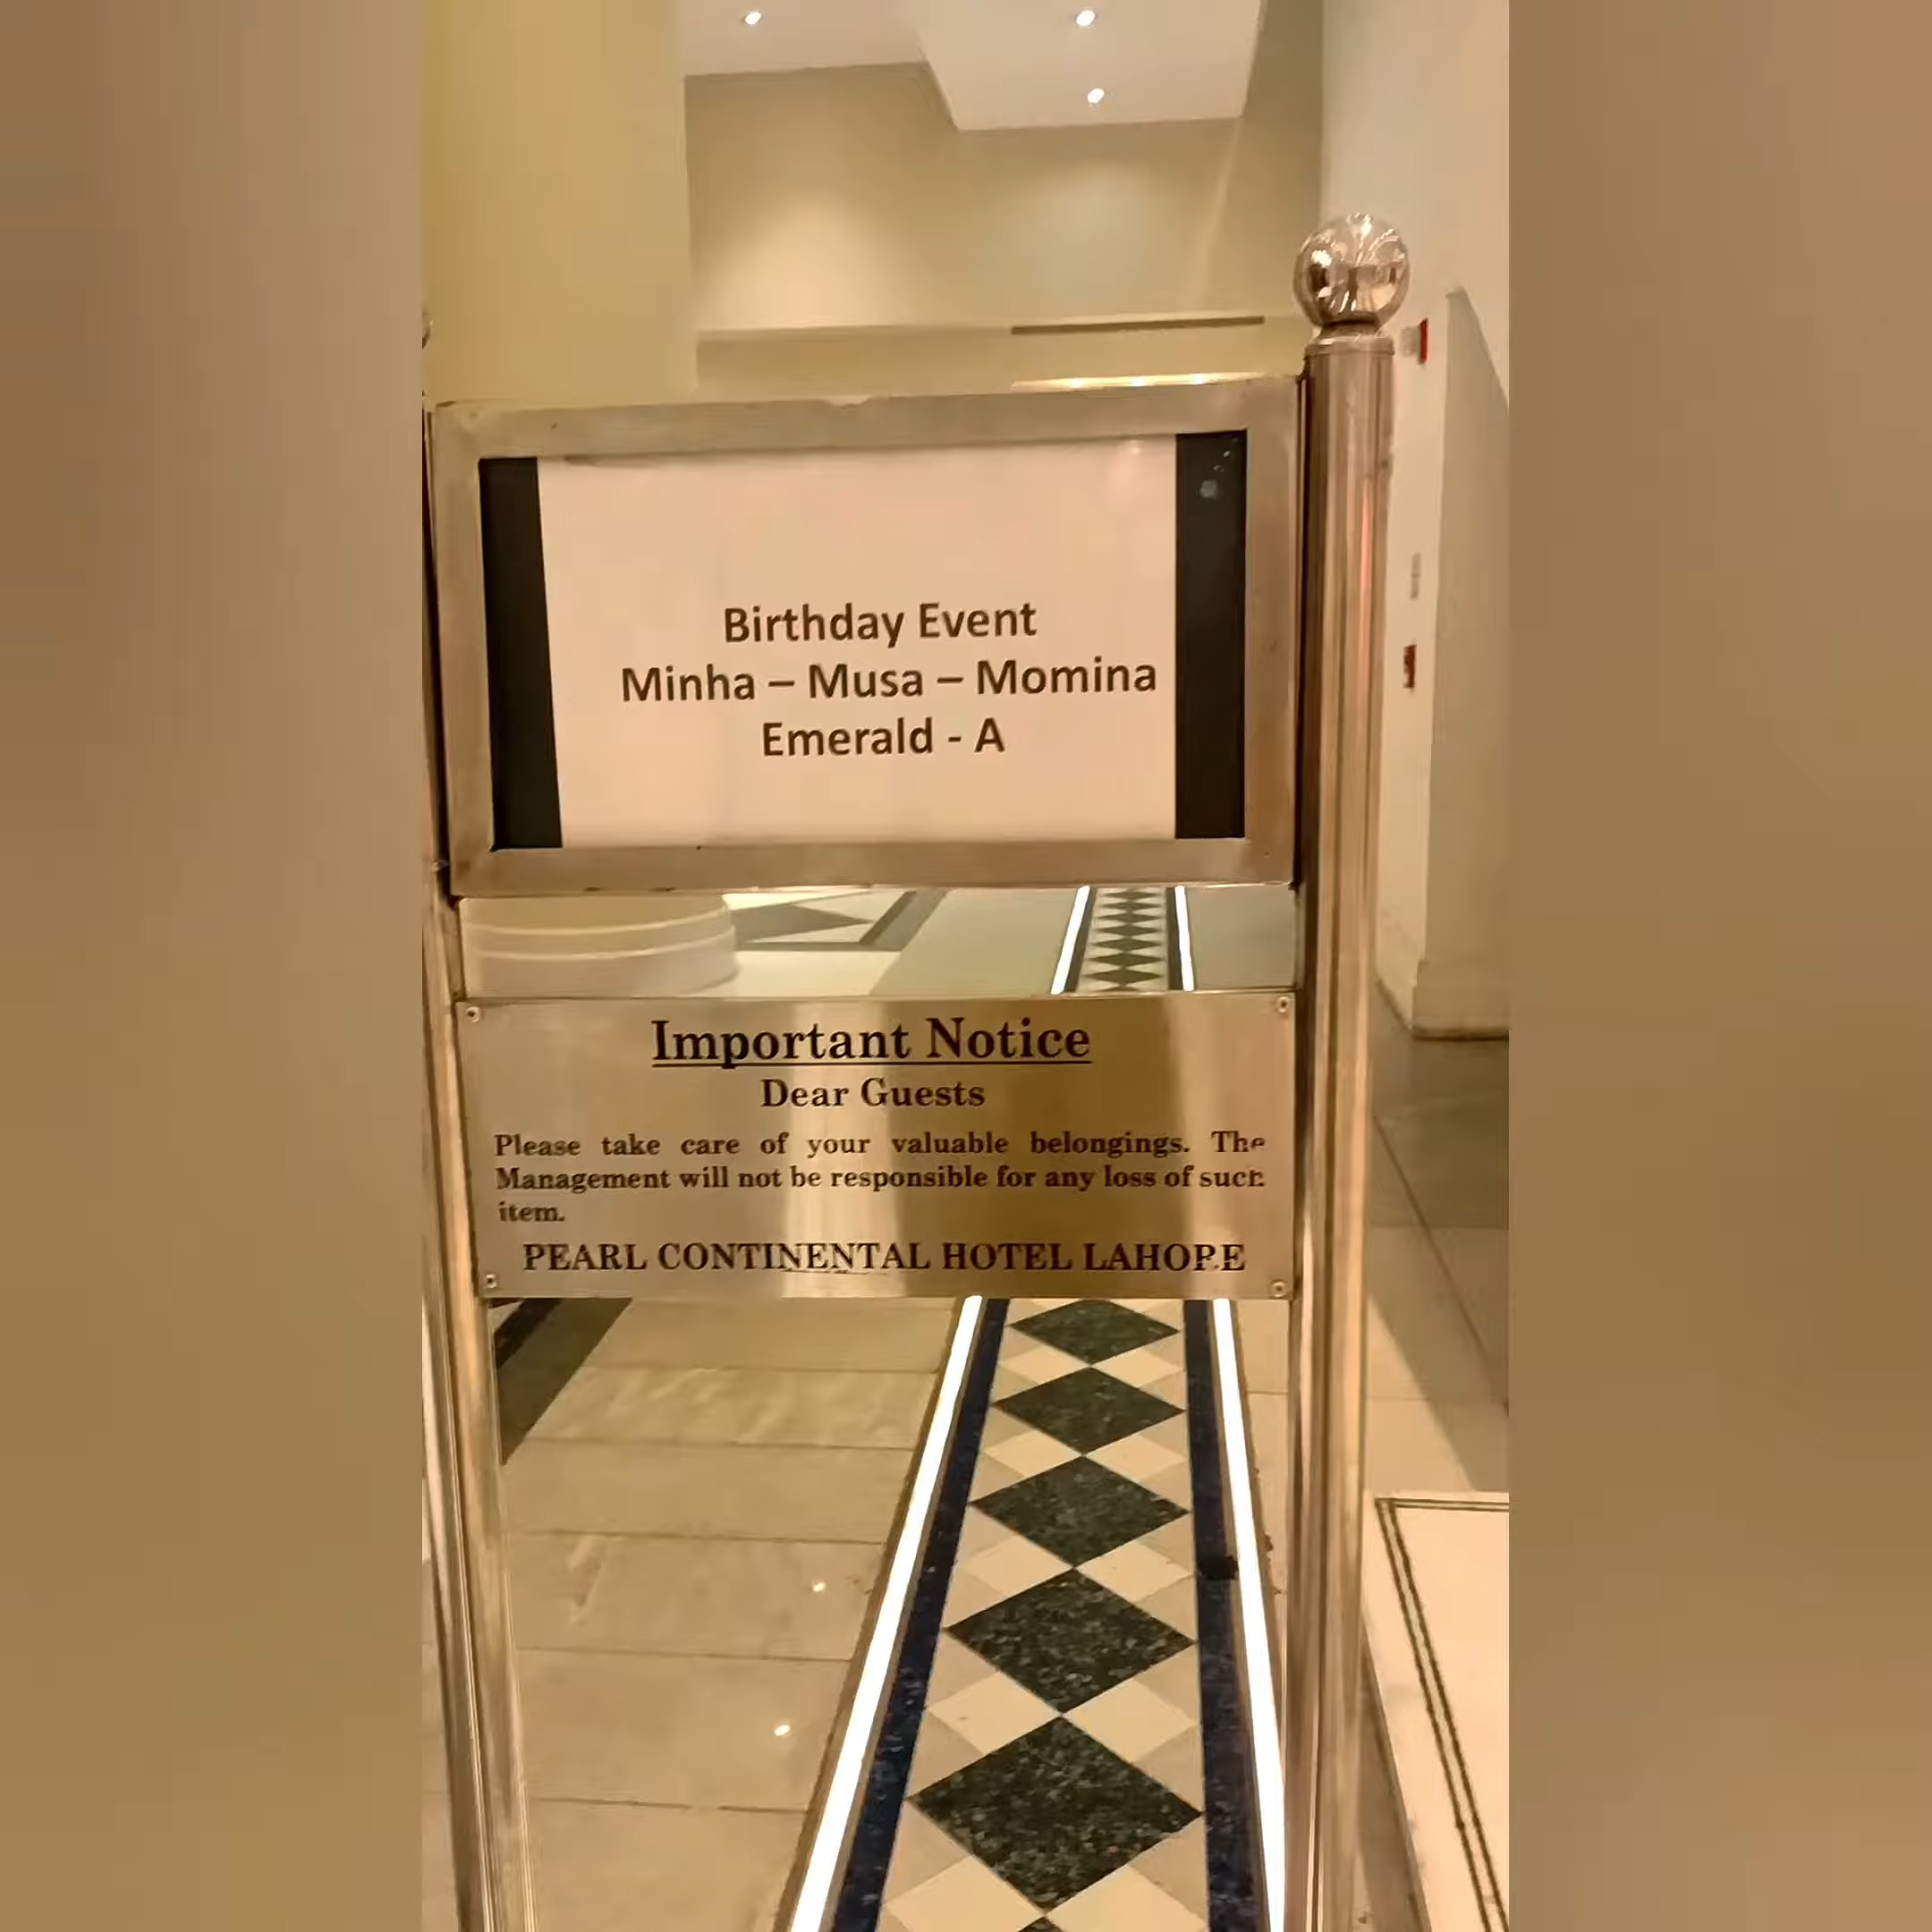 Birthday Event
Minha – Musa – Momina
Emerald - A
Important Notice
Dear Guests
Please take care of your valuable belongings. The
Management will not be responsible for any loss of such
item.
PEARL CONTINENTAL HOTEL LAHORE